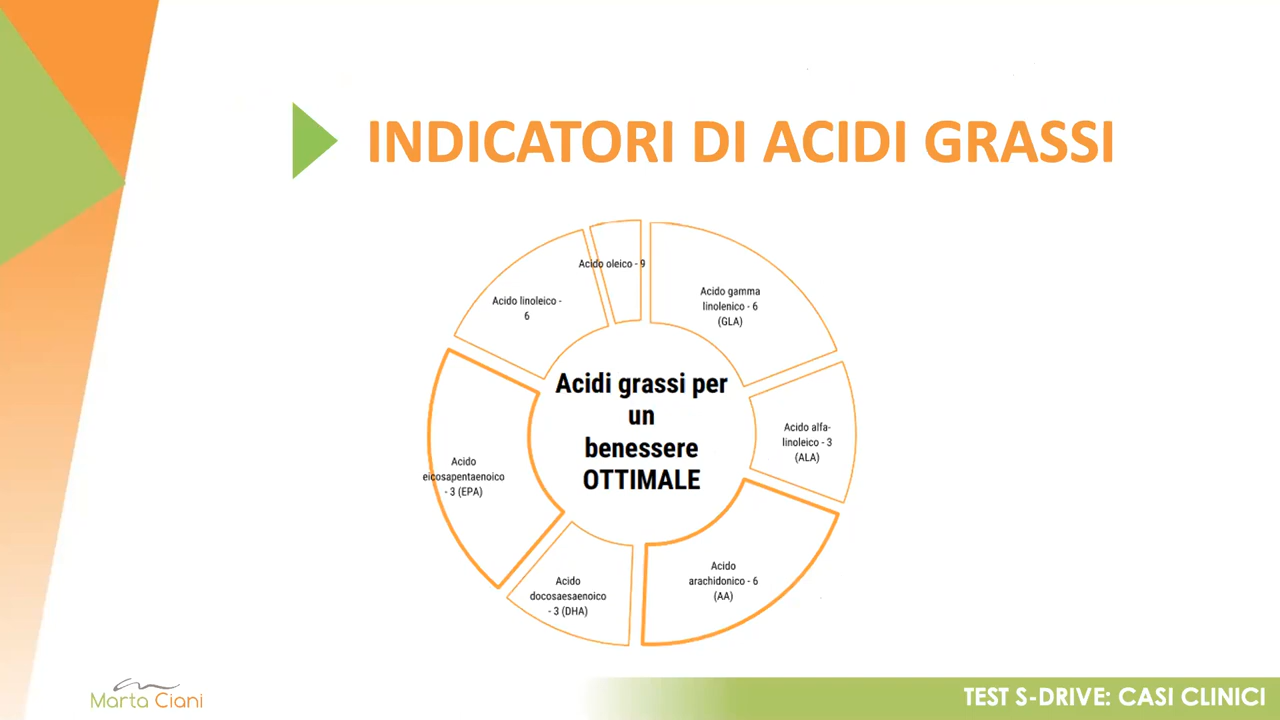 INDICATORI DI ACIDI GRASSI
Acido oleico - 9
Acido linoleico -
6
Acido gamma
linolenico - 6
(GLA)
Acidi grassi per
un
benessere
OTTIMALE
Acido alfa-
linoleico - 3
(ALA)
Acido
eicosapentaenoico
- 3 (EPA)
Acido
docosaesaenoico
- 3 (DHA)
Acido
arachidonico - 6
(AA)
Marta Ciani
TEST S-DRIVE: CASI CLINICI